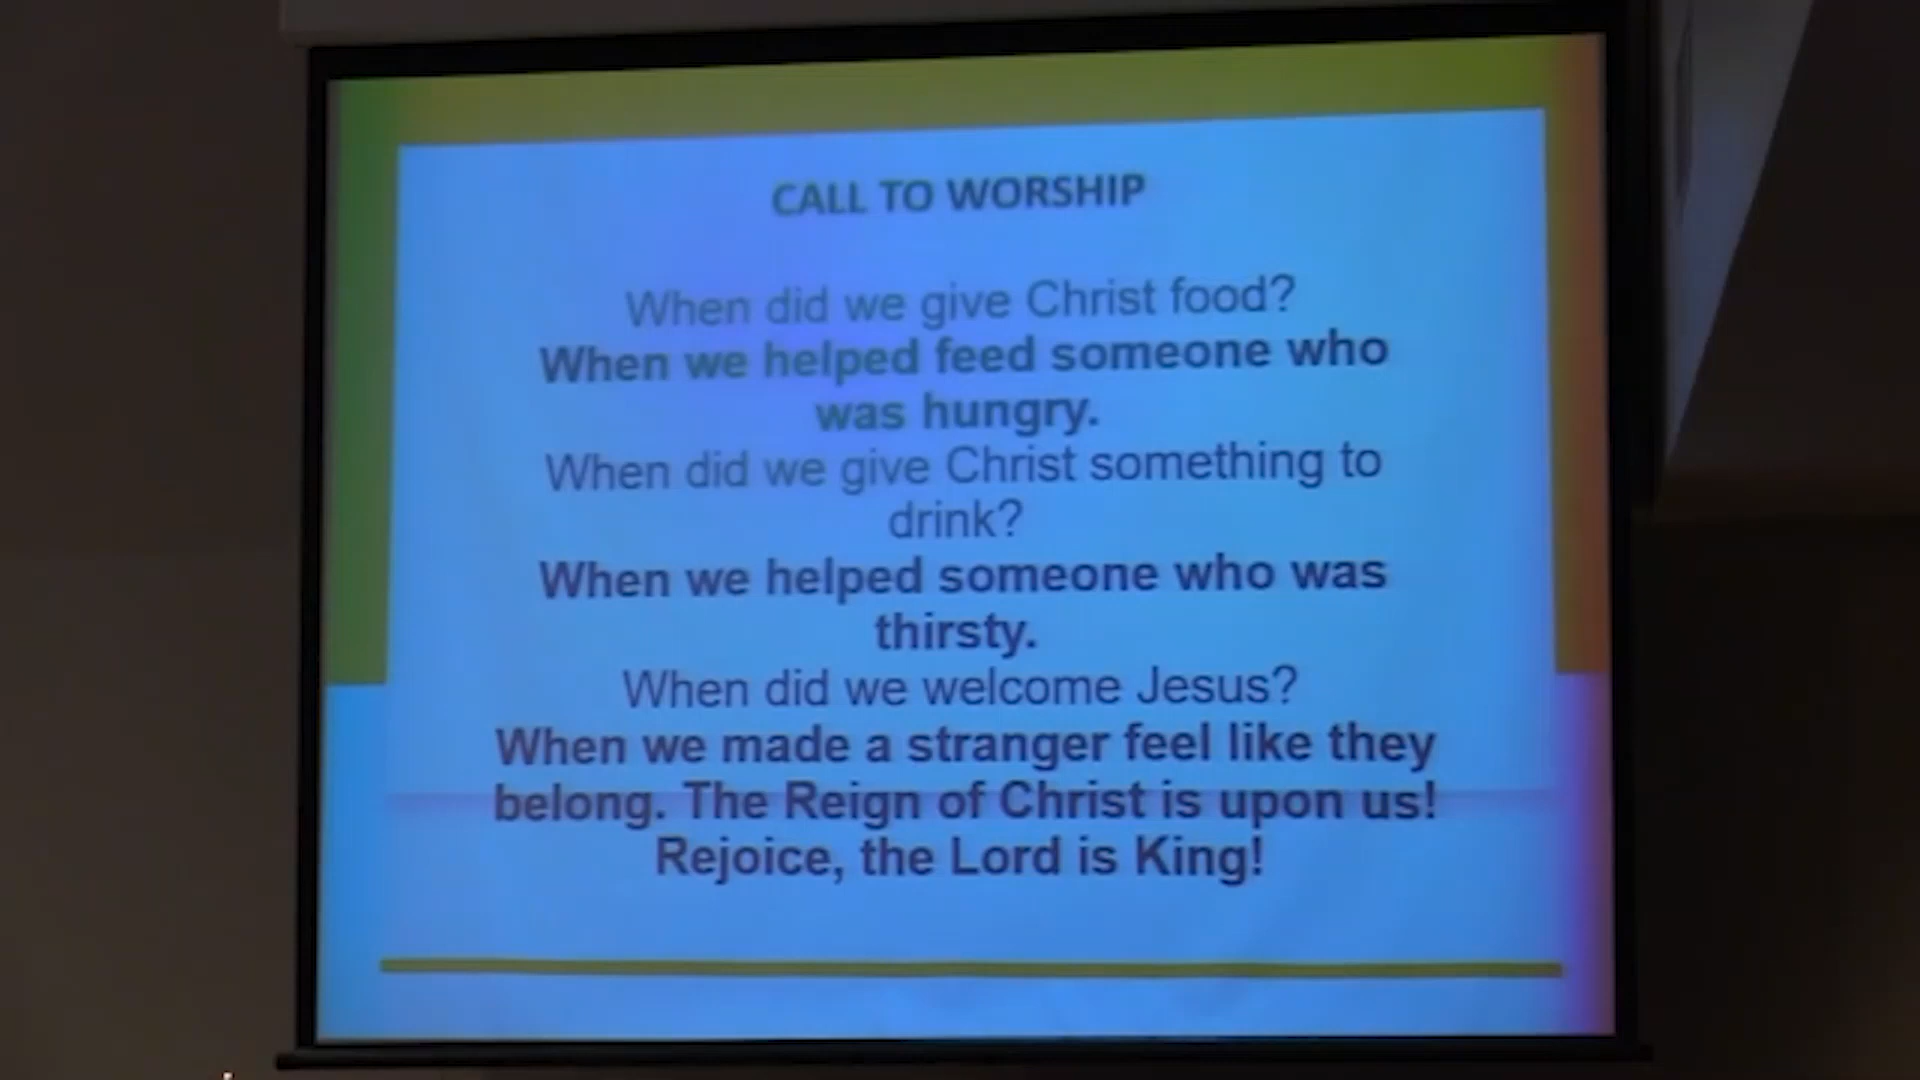 CALL TO WORSHIP
When did we give Christ food?
When we helped feed someone who
was hungry.
When did we give Christ something to
drink?
When we helped someone who was
thirsty.
When did we welcome Jesus?
When we made a stranger feel like they
belong. The Reign of Christ is upon us!
Rejoice, the Lord is King!